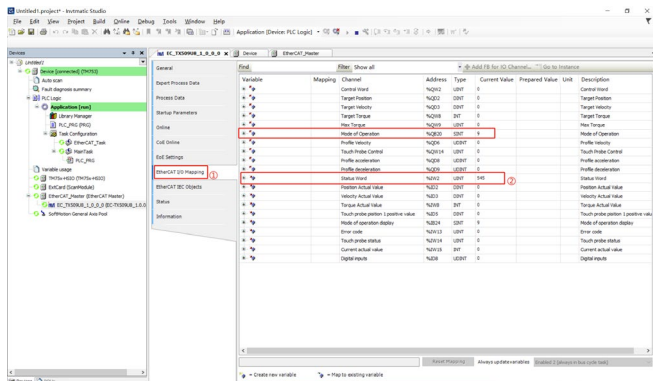 Untitled1.project* - Invtmatic Studio
File Edit View Project Build Online Debug Tools Window Help
Application [Device: PLC Logic]
Devices
Untitled1
Device [connected] (TM753)
Auto scan
Fault diagnosis summary
PLC Logic
Application [run]
Library Manager
PLC_PRG (PRG)
Task Configuration
EtherCAT_Task
MainTask
PLC_PRG
Variable usage
ExtCard (ScanModule)
EtherCAT_Master (EtherCAT Master)
SoftMotion General Axis Pool
Device
EtherCAT_Master
General
Expert Process Data
Process Data
Startup Parameters
Online
CoE Online
EoE Settings
EtherCAT I/O Mapping ①
EtherCAT IEC Objects
Status
Information
Find Filter Show all Add FB for IO Channel... Go to Instance
Variable Mapping Channel Address Type Current Value Prepared Value Unit Description
Control Word %QW2 UINT 0 Control Word
Target Position %QD2 DINT 0 Target Position
Target Velocity %QD3 DINT 0 Target Velocity
Target Torque %QW8 INT 0 Target Torque
Max Torque %QW9 UINT 0 Max Torque
Mode of Operation %QB20 SINT 9 Mode of Operation
Profile Velocity %QD6 UDINT 0 Profile Velocity
Touch Probe Control %QW14 UINT 0 Touch Probe Control
Profile acceleration %QD8 UDINT 0 Profile acceleration
Profile deceleration %QD9 UDINT 0 Profile deceleration
Status Word %IW2 UINT 545 Status Word ②
Position Actual Value %ID2 DINT 0 Position Actual Value
Velocity Actual Value %ID3 DINT 0 Velocity Actual Value
Torque Actual Value %IW8 INT 0 Torque Actual Value
Touch probe pistion 1 positive value %ID5 DINT 0 Touch probe pistion 1 positive valu
Mode of operation display %IB24 SINT 9 Mode of operation display
Error code %IW13 UINT 0 Error code
Touch probe status %IW14 UINT 0 Touch probe status
Current actual value %IW15 INT 0 Current actual value
Digital inputs %ID8 UDINT 0 Digital inputs
Reset Mapping Always update variables Enabled 2 (always in bus cycle task)
= Create new variable = Map to existing variable